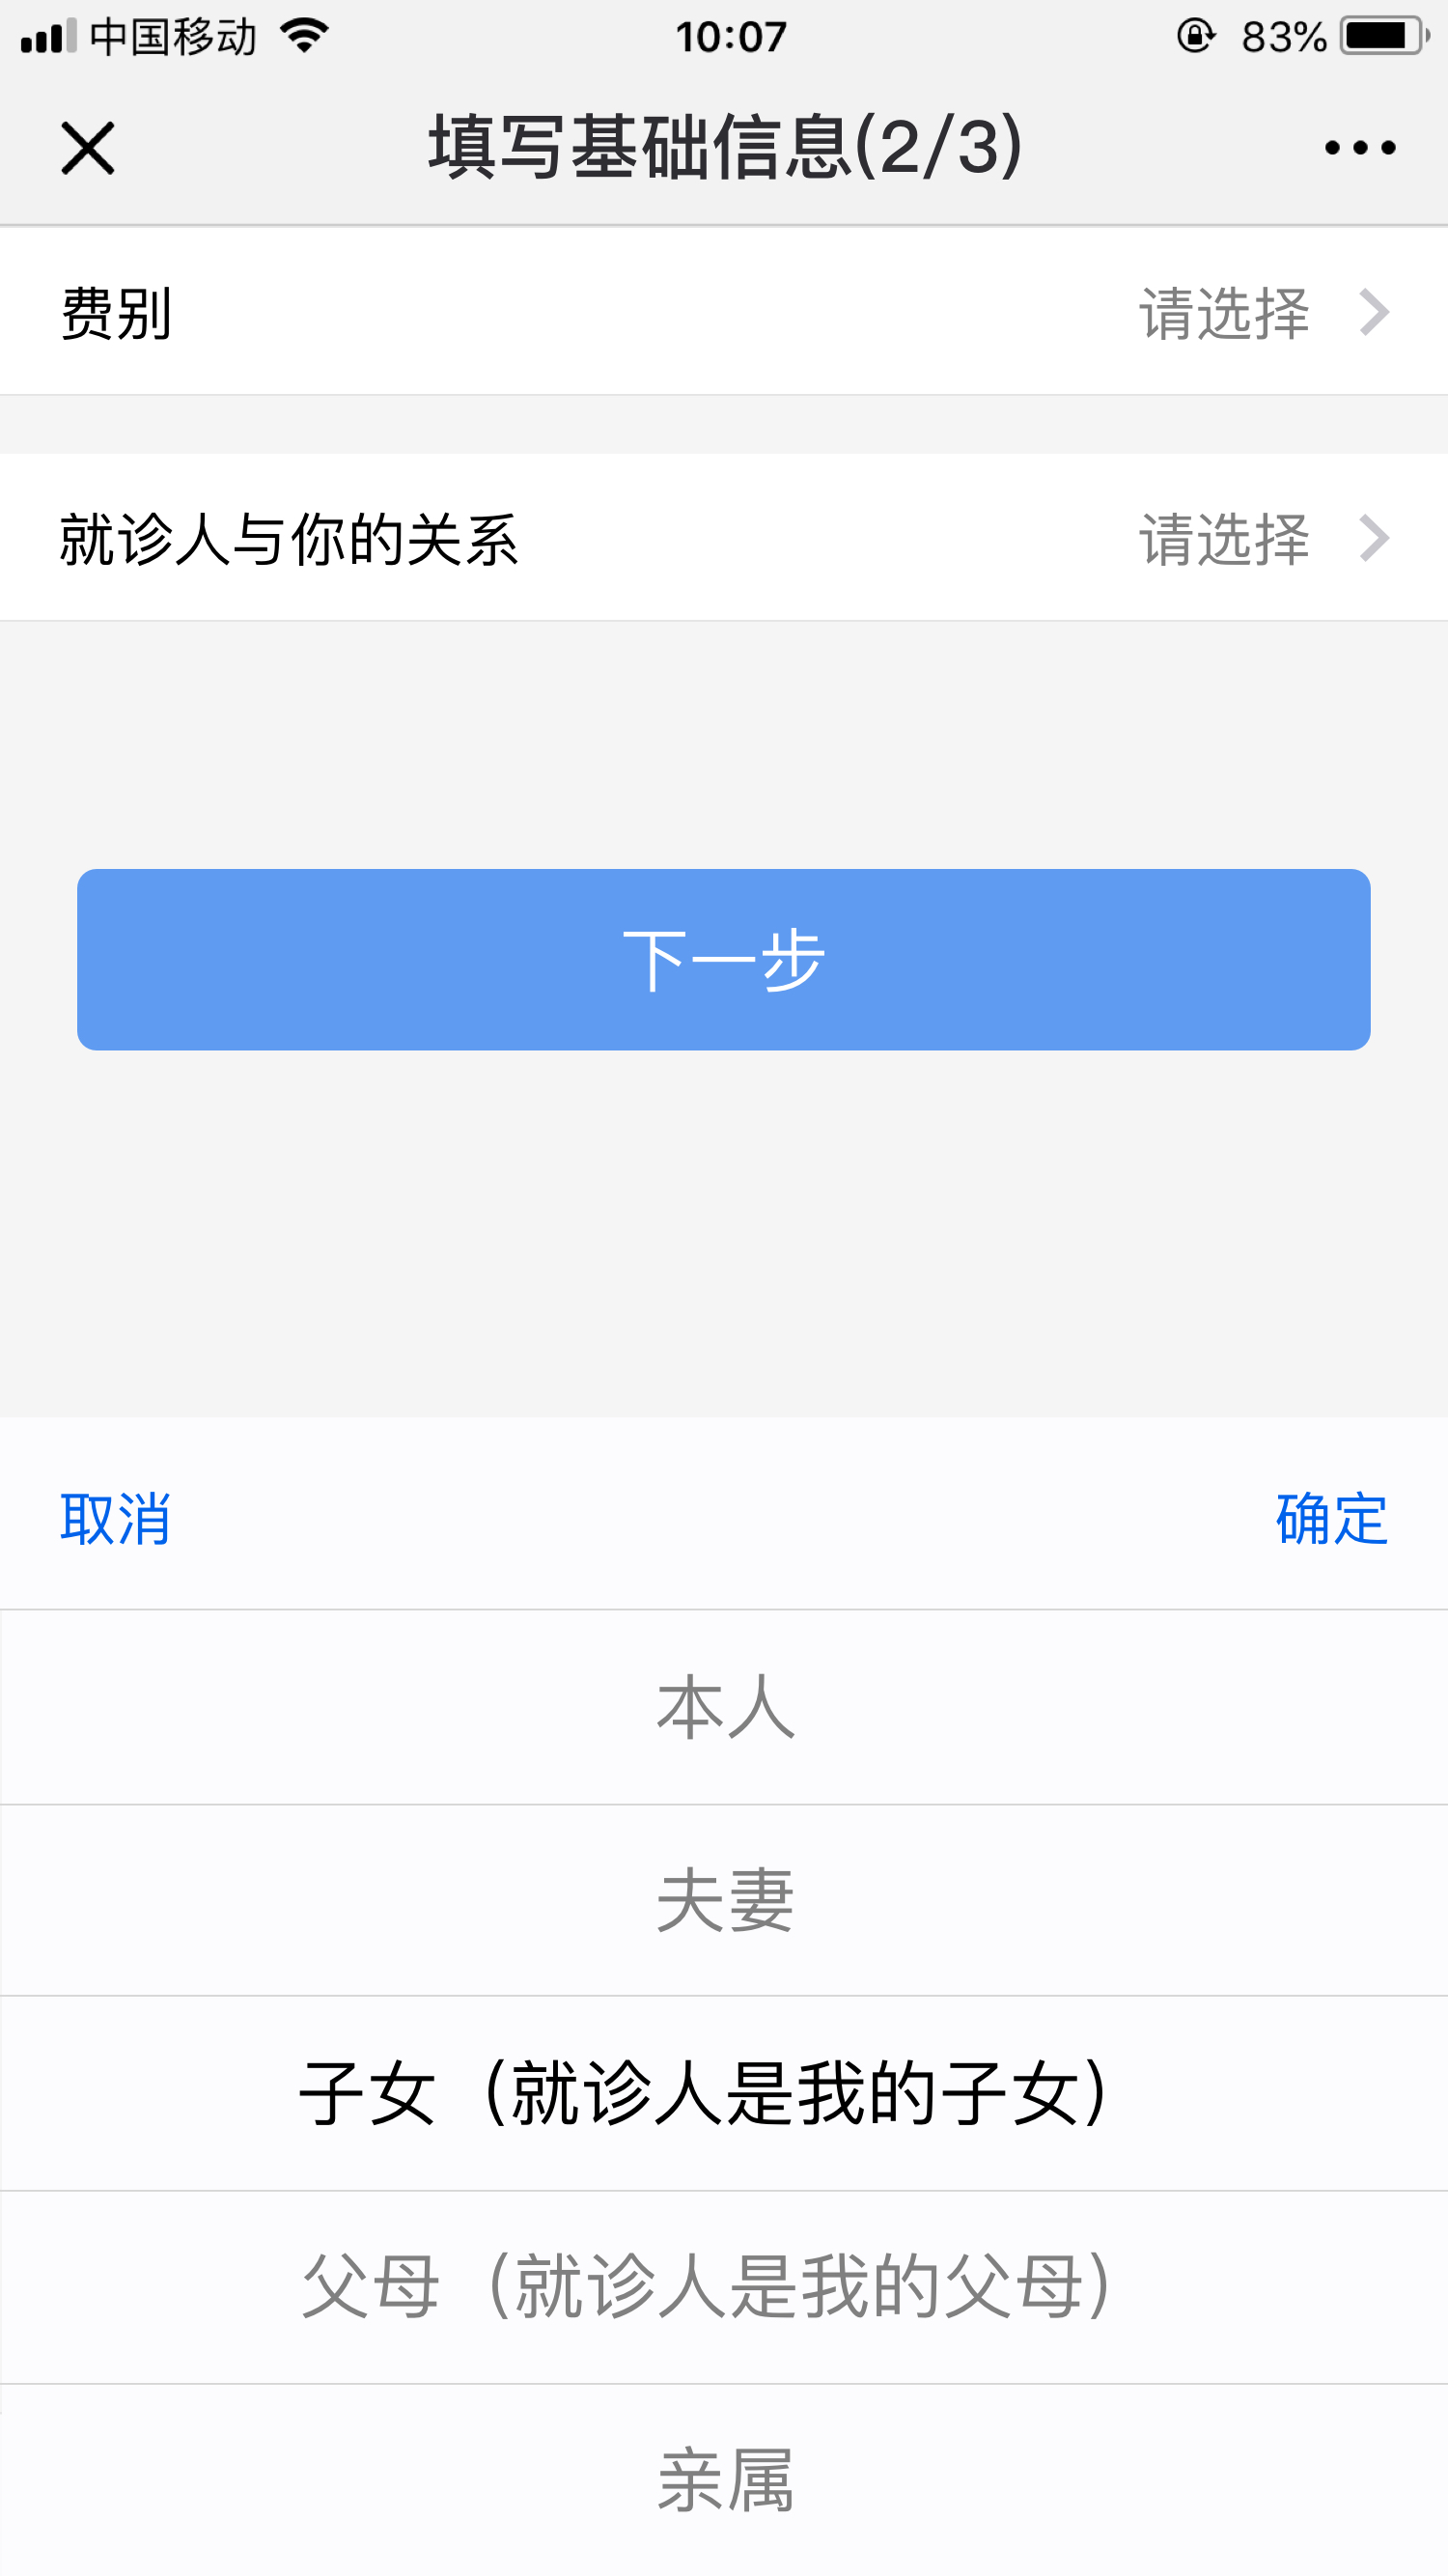 中国移动 10:07 83%
填写基础信息(2/3)
费别 请选择
就诊人与你的关系 请选择
下一步
取消 确定
本人
夫妻
子女（就诊人是我的子女）
父母（就诊人是我的父母）
亲属